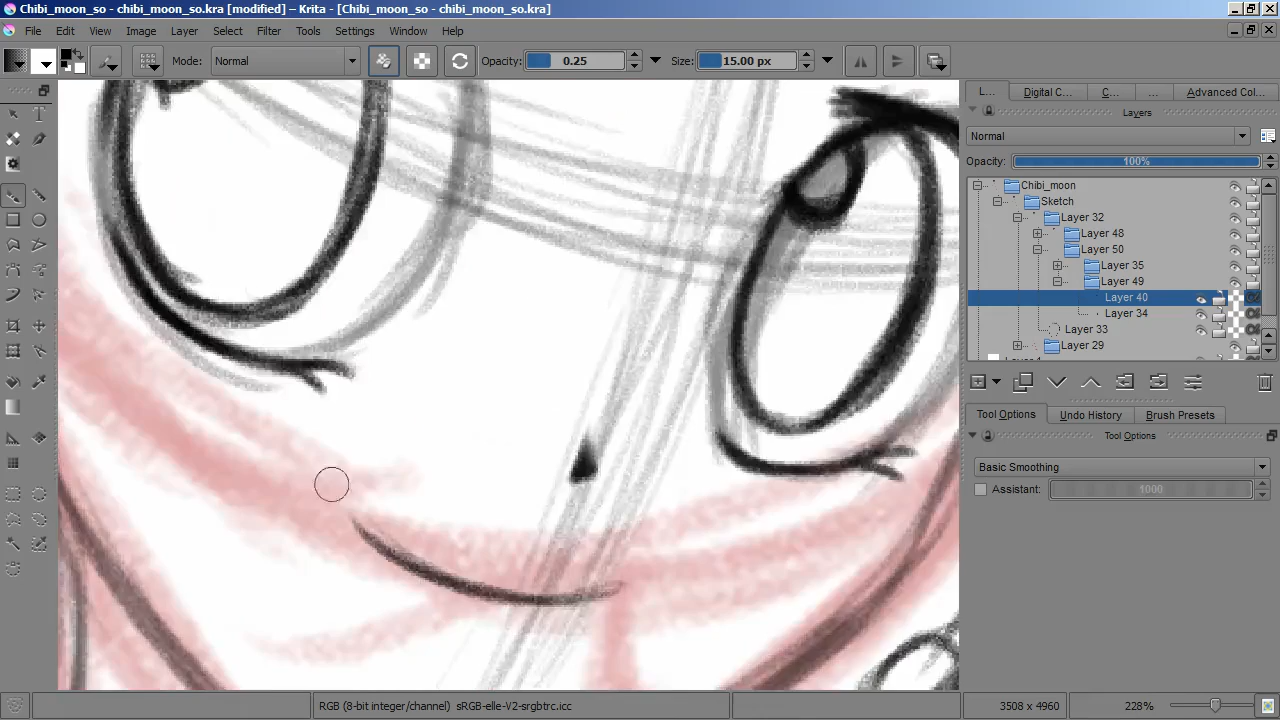 Chibi_moon_so - chibi_moon_so.kra [modified] – Krita - [Chibi_moon_so - chibi_moon_so.kra]
File Edit View Image Layer Select Filter Tools Settings Window Help
Mode: Normal Opacity: 0.25 Size: 15.00 px
L... Digital C... C... ... Advanced Col...
Layers
Normal
Opacity: 100%
Chibi_moon
Sketch
Layer 32
Layer 48
Layer 50
Layer 35
Layer 49
Layer 40
Layer 34
Layer 33
Layer 29
Tool Options Undo History Brush Presets
Tool Options
Basic Smoothing
Assistant: 1000
RGB (8-bit integer/channel) sRGB-elle-V2-srgbtrc.icc 3508 x 4960 228%